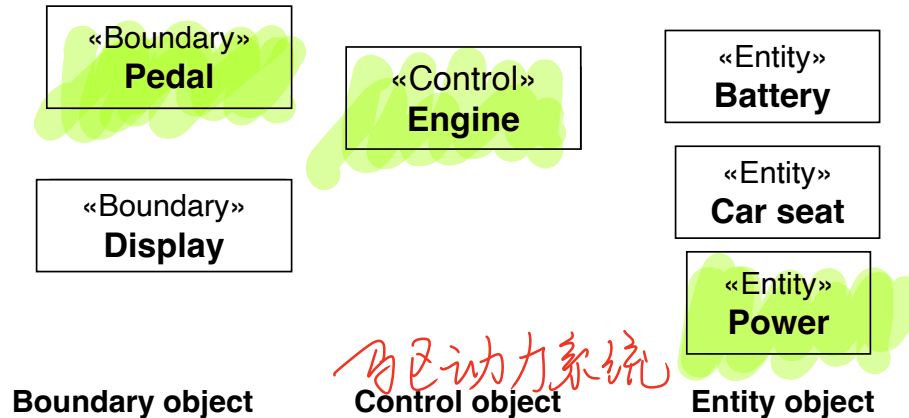 «Boundary»
Pedal
«Control»
Engine
«Entity»
Battery
«Boundary»
Display
«Entity»
Car seat
«Entity»
Power
驱动力系统
Boundary object
Control object
Entity object